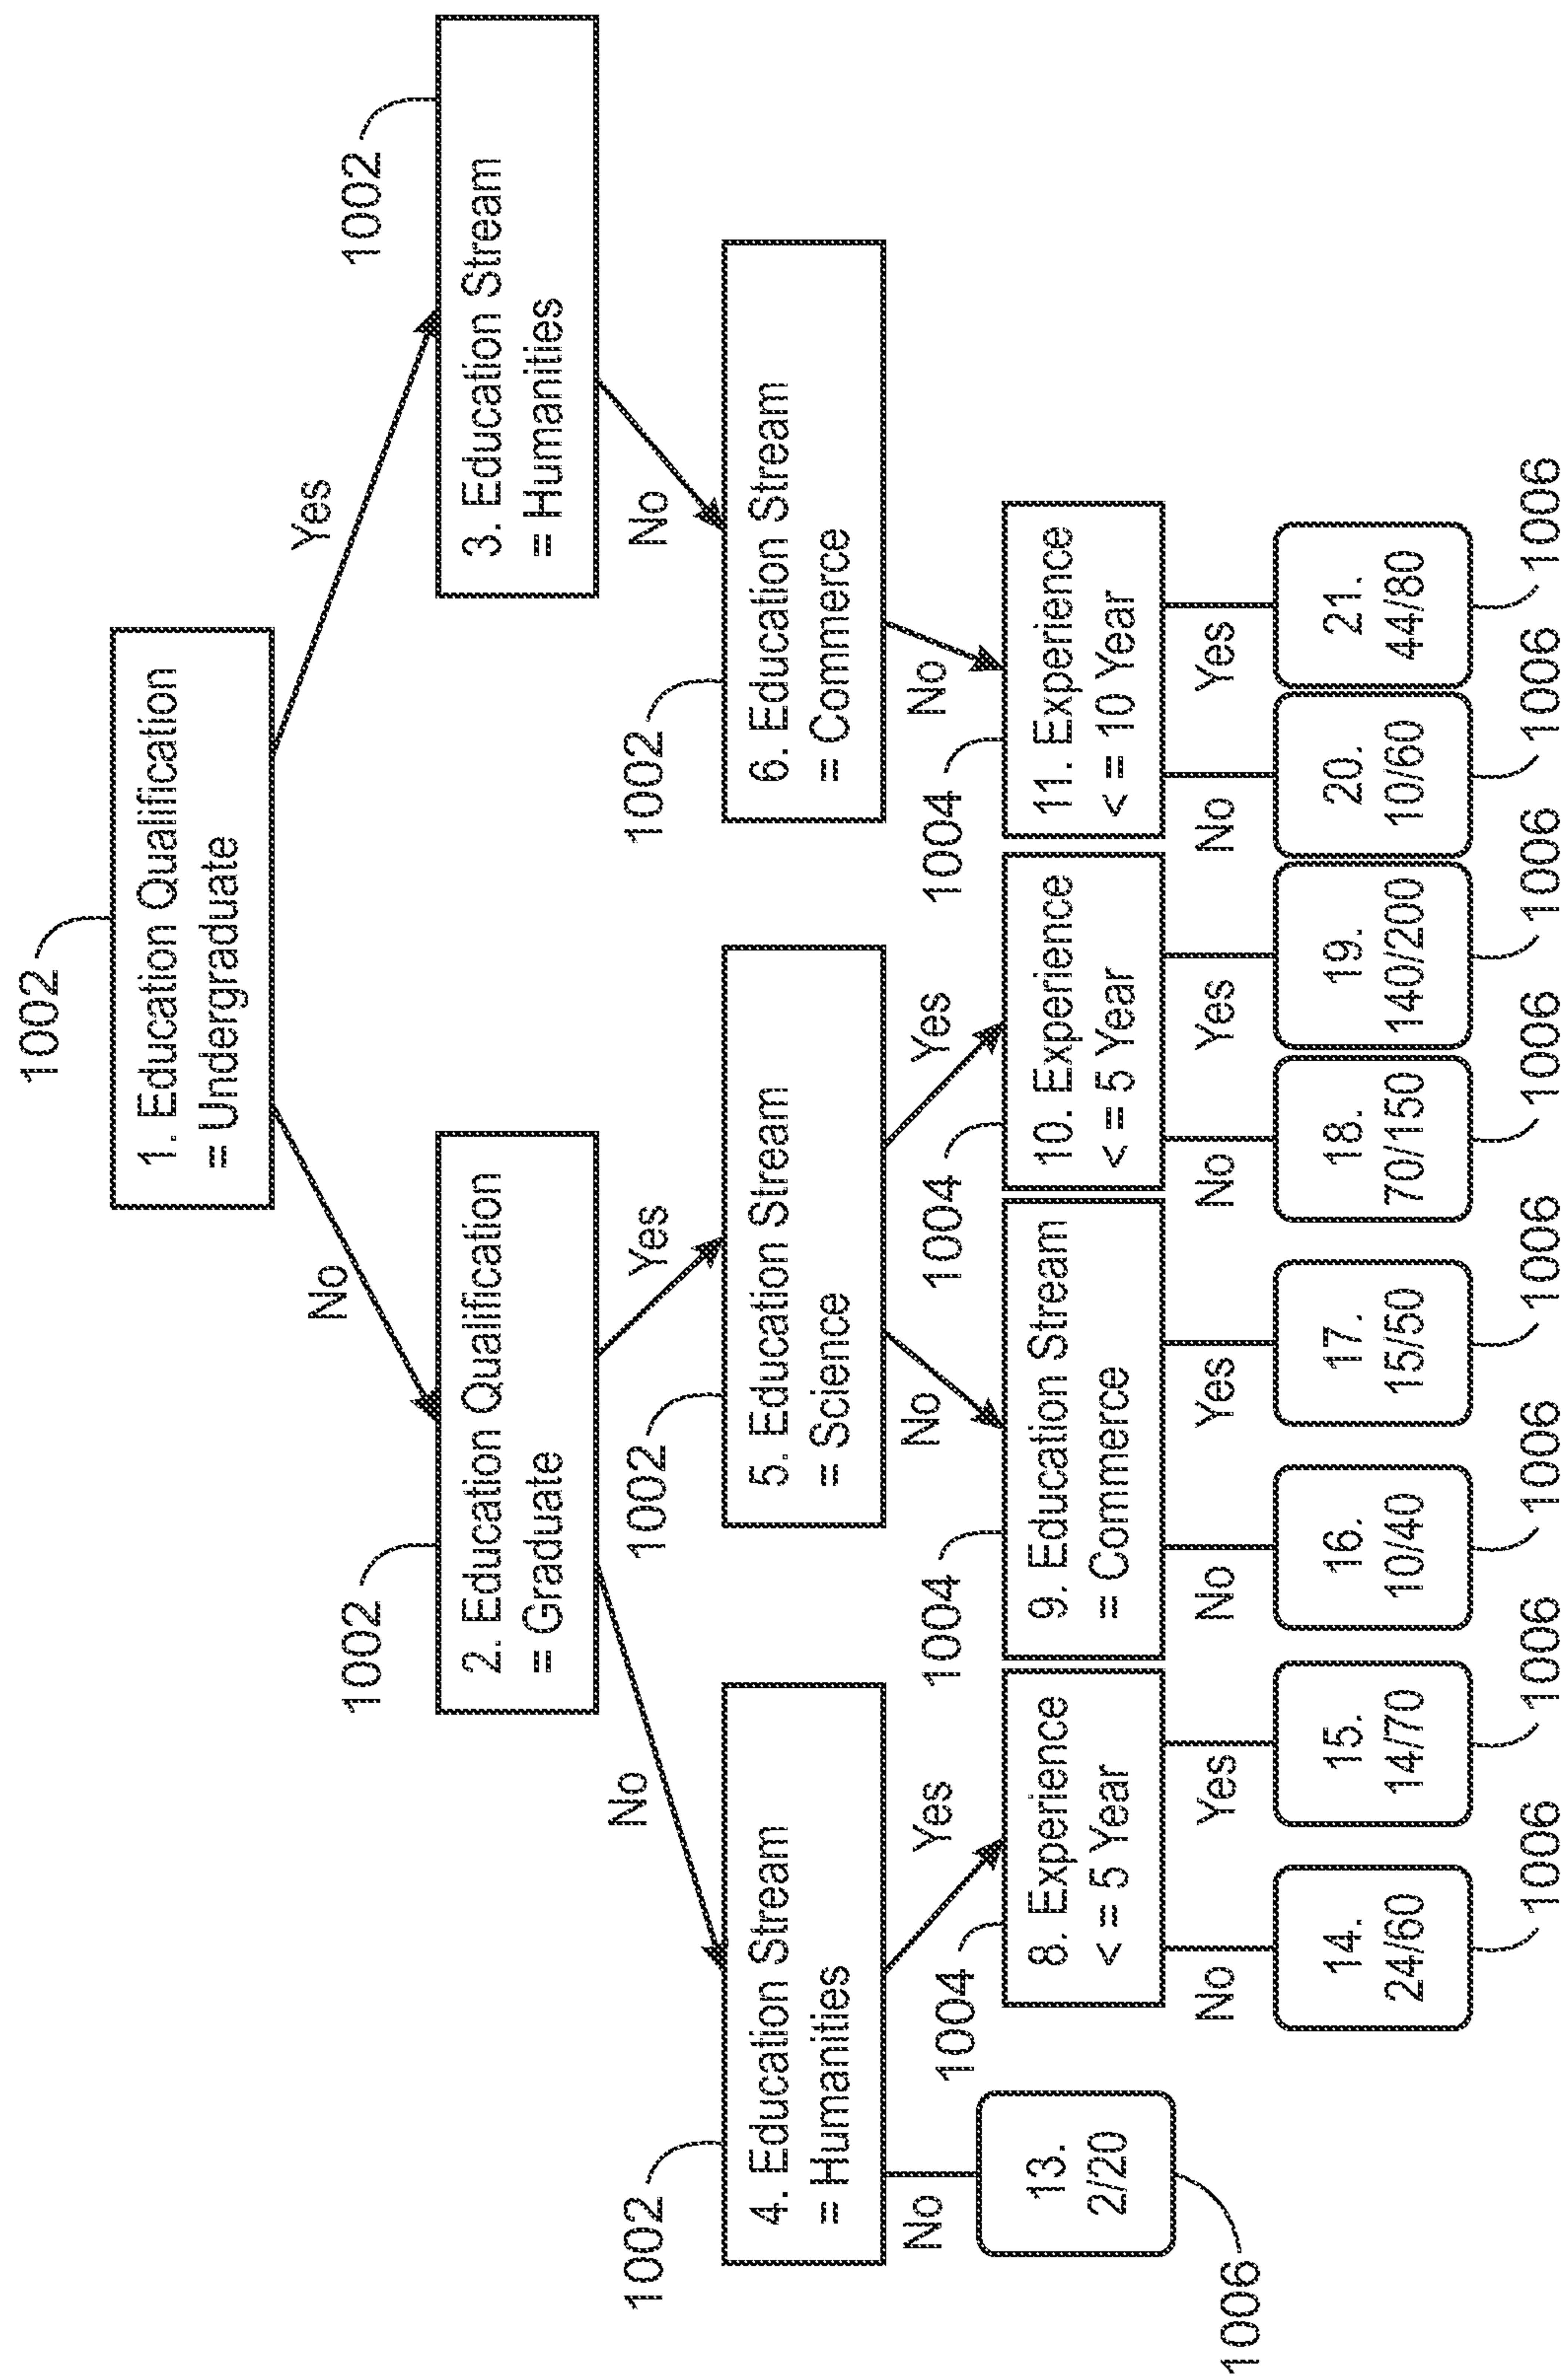 1002
1. Education Qualification
= Undergraduate
No
Yes
1002
2. Education Qualification
= Graduate
1002
3. Education Stream
= Humanities
No
Yes
No
1002
4. Education Stream
= Humanities
1002
5. Education Stream
= Science
1002
6. Education Stream
= Commerce
No
Yes
No
Yes
No
13.
2/20
1006
1004
8. Experience
< = 5 Year
1004
9. Education Stream
= Commerce
1004
10. Experience
< = 5 Year
1004
11. Experience
< = 10 Year
No
Yes
No
Yes
No
Yes
No
Yes
14.
24/60
15.
14/70
16.
10/40
17.
15/50
18.
70/150
19.
140/200
20.
10/60
21.
44/80
1006
1006
1006
1006
1006
1006
1006
1006